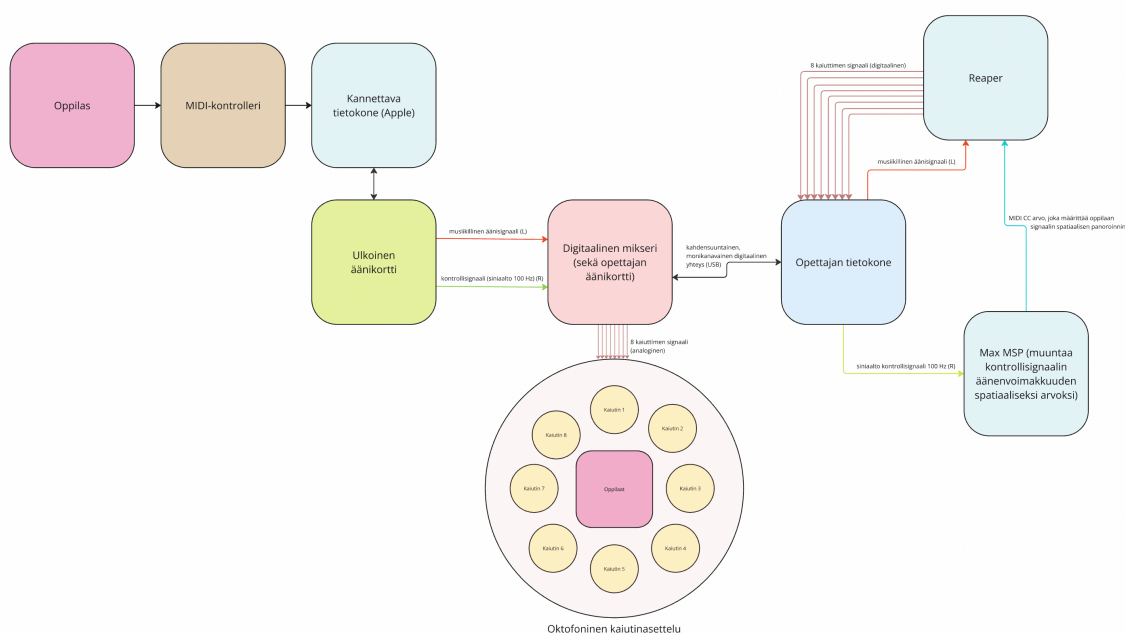 Oppilas
MIDI-kontrolleri
Kannettava
tietokone (Apple)
8 kaiuttimen signaali (digitaalinen)
Reaper
musiikillinen äänisignaali (L)
MIDI CC arvo, joka määrittää oppilaan
signaalin spatiaalisen panoroinnin
Ulkoinen
äänikortti
musiikillinen äänisignaali (L)
kontrollisignaali (siniaalto 100 Hz) (R)
Digitaalinen mikseri
(sekä opettajan
äänikortti)
kahdensuuntainen,
monikanavainen digitaalinen
yhteys (USB)
Opettajan tietokone
8 kaiuttimen signaali
(analoginen)
siniaalto kontrollisignaali 100 Hz (R)
Max MSP (muuntaa
kontrollisignaalin
äänenvoimakkuuden
spatiaaliseksi arvoksi)
Kaiutin 1
Kaiutin 2
Kaiutin 8
Kaiutin 7
Oppilaat
Kaiutin 3
Kaiutin 6
Kaiutin 4
Kaiutin 5
Oktofoninen kaiutinasettelu